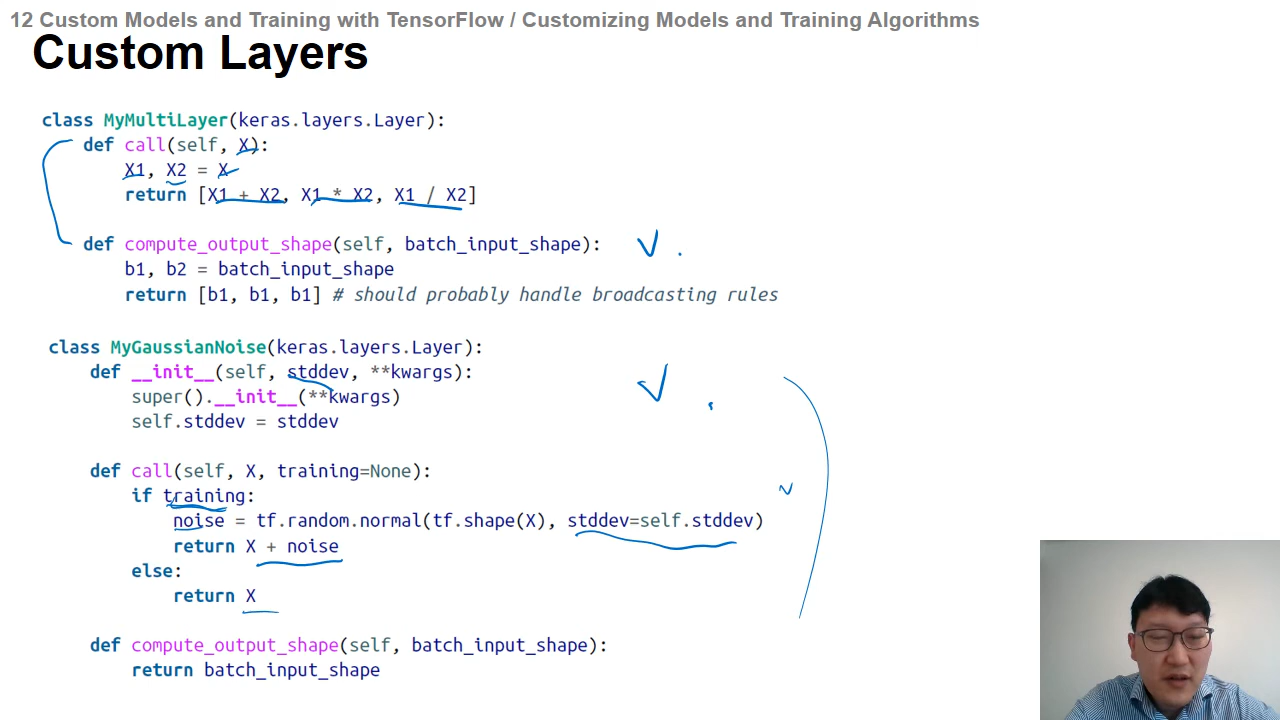 12 Custom Models and Training with TensorFlow / Customizing Models and Training Algorithms
Custom Layers
class MyMultiLayer(keras.layers.Layer):
def call(self, X):
X1, X2 = X
return [X1 + X2, X1 * X2, X1 / X2]
def compute_output_shape(self, batch_input_shape):
b1, b2 = batch_input_shape
return [b1, b1, b1] # should probably handle broadcasting rules
class MyGaussianNoise(keras.layers.Layer):
def __init__(self, stddev, **kwargs):
super().__init__(**kwargs)
self.stddev = stddev
def call(self, X, training=None):
if training:
noise = tf.random.normal(tf.shape(X), stddev=self.stddev)
return X + noise
else:
return X
def compute_output_shape(self, batch_input_shape):
return batch_input_shape